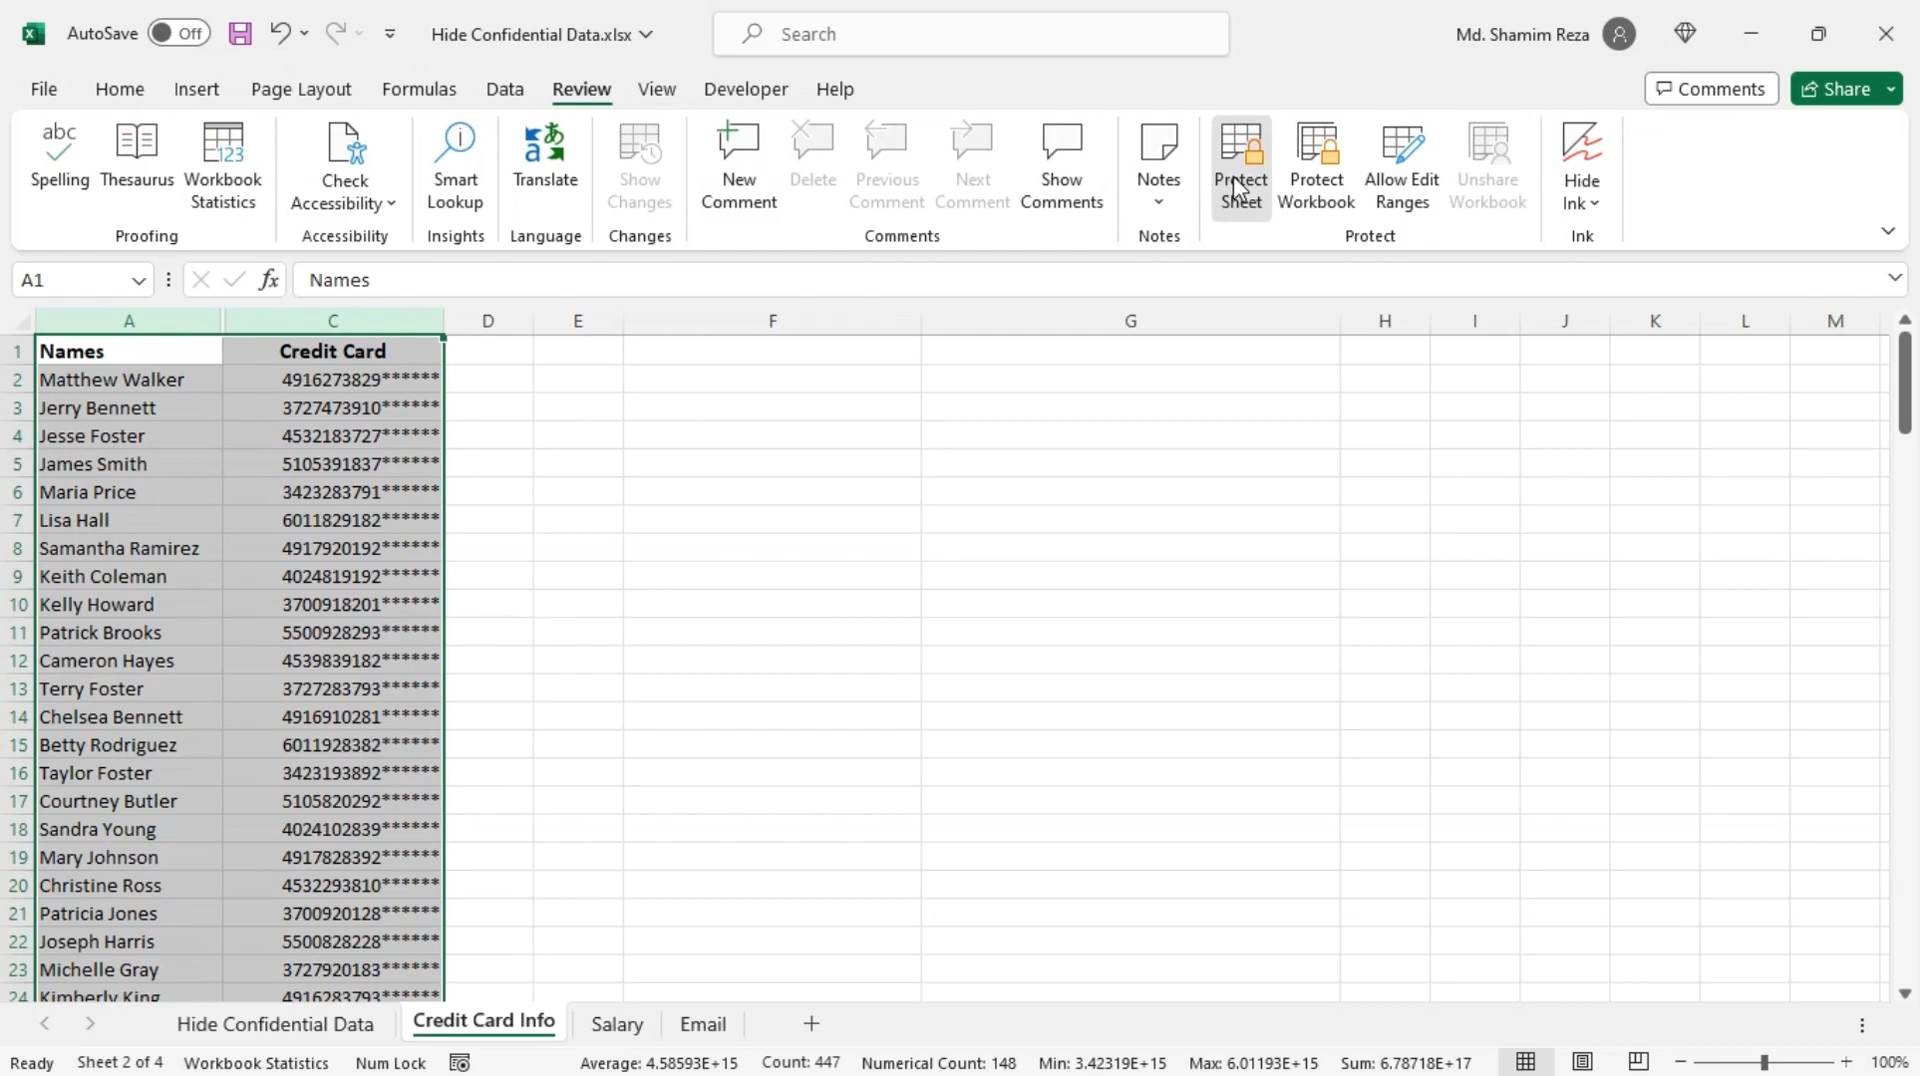 AutoSave Off Hide Confidential Data.xlsx Search Md. Shamim Reza
File Home Insert Page Layout Formulas Data Review View Developer Help Comments Share
abc
Spelling
Thesaurus
123
Workbook
Statistics
Proofing
Check
Accessibility
Accessibility
Smart
Lookup
Insights
Translate
Language
Show
Changes
Changes
New
Comment
Delete
Previous
Comment
Next
Comment
Show
Comments
Comments
Notes
Notes
Protect
Sheet
Protect
Workbook
Allow Edit
Ranges
Unshare
Workbook
Protect
Hide
Ink
Ink
A1 fx Names
A C D E F G H I J K L M
1 Names Credit Card
2 Matthew Walker 4916273829******
3 Jerry Bennett 3727473910******
4 Jesse Foster 4532183727******
5 James Smith 5105391837******
6 Maria Price 3423283791******
7 Lisa Hall 6011829182******
8 Samantha Ramirez 4917920192******
9 Keith Coleman 4024819192******
10 Kelly Howard 3700918201******
11 Patrick Brooks 5500928293******
12 Cameron Hayes 4539839182******
13 Terry Foster 3727283793******
14 Chelsea Bennett 4916910281******
15 Betty Rodriguez 6011928382******
16 Taylor Foster 3423193892******
17 Courtney Butler 5105820292******
18 Sandra Young 4024102839******
19 Mary Johnson 4917828392******
20 Christine Ross 4532293810******
21 Patricia Jones 3700920128******
22 Joseph Harris 5500828228******
23 Michelle Gray 3727920183******
24 Kimberly King 4916283793******
Hide Confidential Data Credit Card Info Salary Email
Ready Sheet 2 of 4 Workbook Statistics Num Lock Average: 4.58593E+15 Count: 447 Numerical Count: 148 Min: 3.42319E+15 Max: 6.01193E+15 Sum: 6.78718E+17 100%